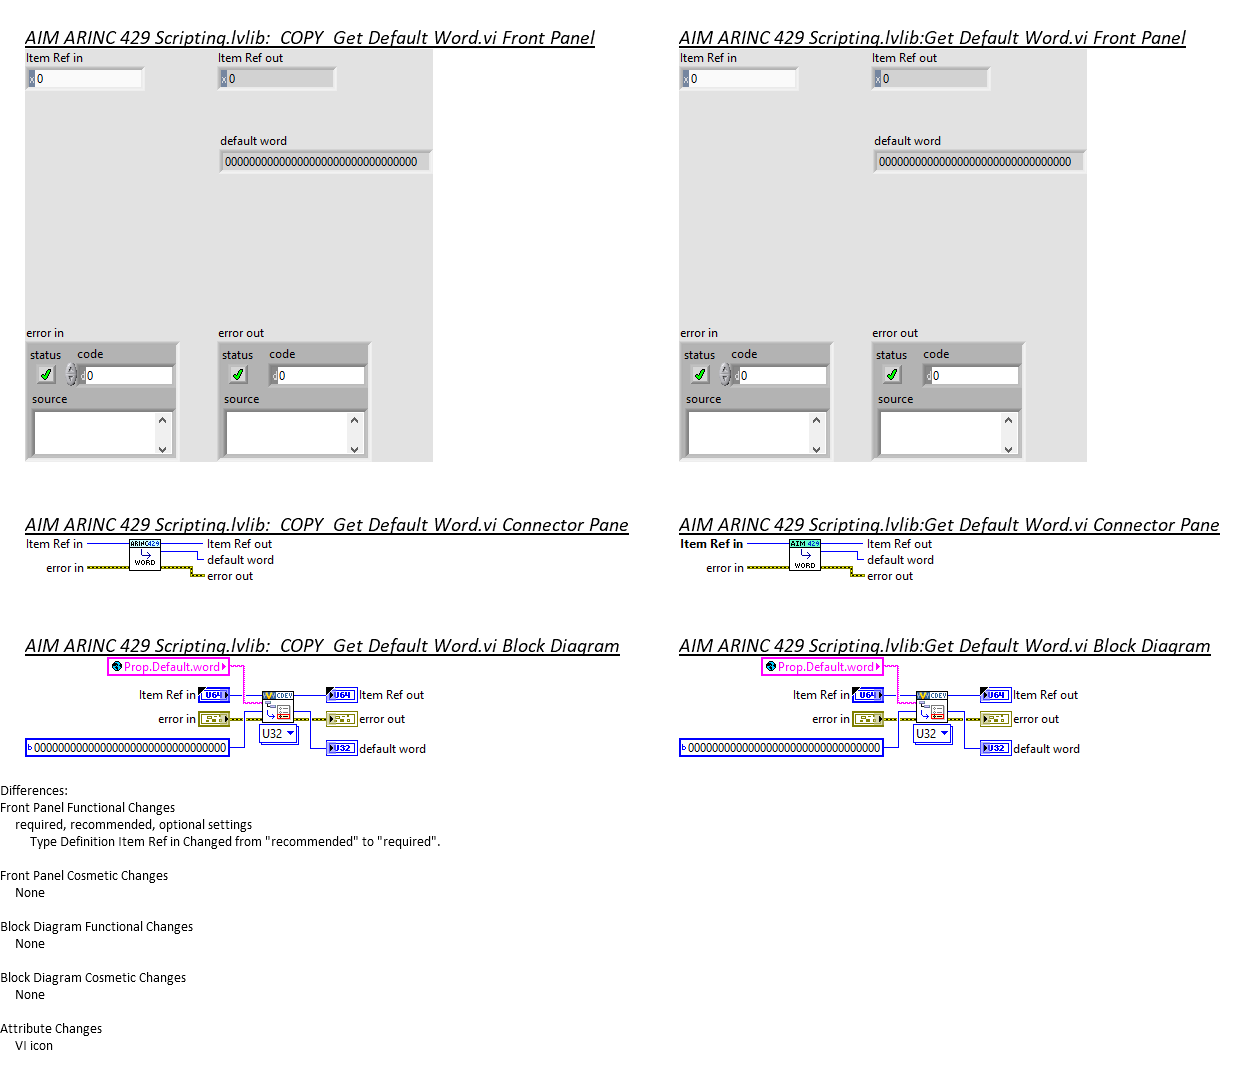 AIM ARINC 429 Scripting.lvlib:_COPY_Get Default Word.vi Front Panel
Item Ref in
Item Ref out
x 0
x 0
default word
00000000000000000000000000000000
error in
error out
status code
status code
d 0
d 0
source
source
AIM ARINC 429 Scripting.lvlib:Get Default Word.vi Front Panel
Item Ref in
Item Ref out
x 0
x 0
default word
00000000000000000000000000000000
error in
error out
status code
status code
d 0
d 0
source
source
AIM ARINC 429 Scripting.lvlib:_COPY_Get Default Word.vi Connector Pane
Item Ref in
ARINC429
WORD
Item Ref out
default word
error in
error out
AIM ARINC 429 Scripting.lvlib:Get Default Word.vi Connector Pane
Item Ref in
AIM 429
WORD
Item Ref out
default word
error in
error out
AIM ARINC 429 Scripting.lvlib:_COPY_Get Default Word.vi Block Diagram
Prop.Default.word
Item Ref in
U64
CDEV
U64
Item Ref out
error in
error out
U32
b 00000000000000000000000000000000
U32
default word
AIM ARINC 429 Scripting.lvlib:Get Default Word.vi Block Diagram
Prop.Default.word
Item Ref in
U64
CDEV
U64
Item Ref out
error in
error out
U32
b 00000000000000000000000000000000
U32
default word
Differences:
Front Panel Functional Changes
required, recommended, optional settings
Type Definition Item Ref in Changed from "recommended" to "required".
Front Panel Cosmetic Changes
None
Block Diagram Functional Changes
None
Block Diagram Cosmetic Changes
None
Attribute Changes
VI icon